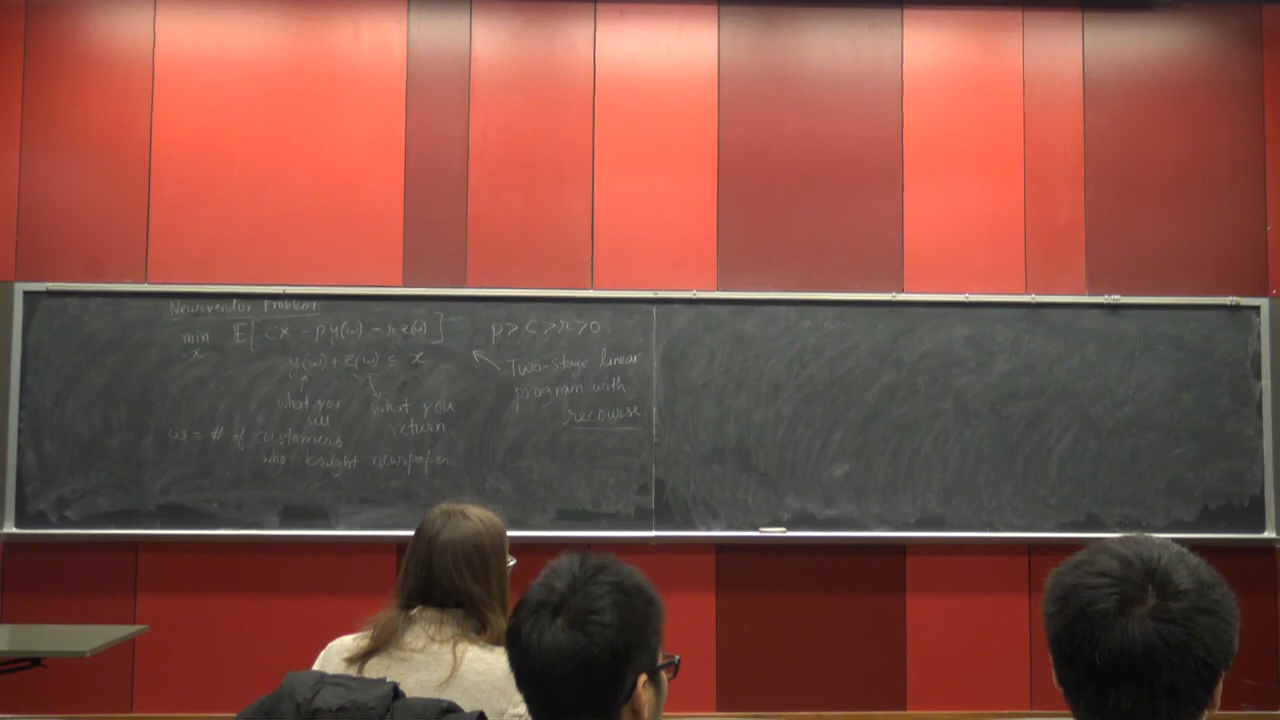 Newsvendor Problem
min 𝔼[cx - p y(ω) - r z(ω)]
x
y(ω) + z(ω) ≤ x
what you sell
what you return
ω = # of customers
who bought newspaper
p > c > r > 0.
Two-stage linear
program with
recourse